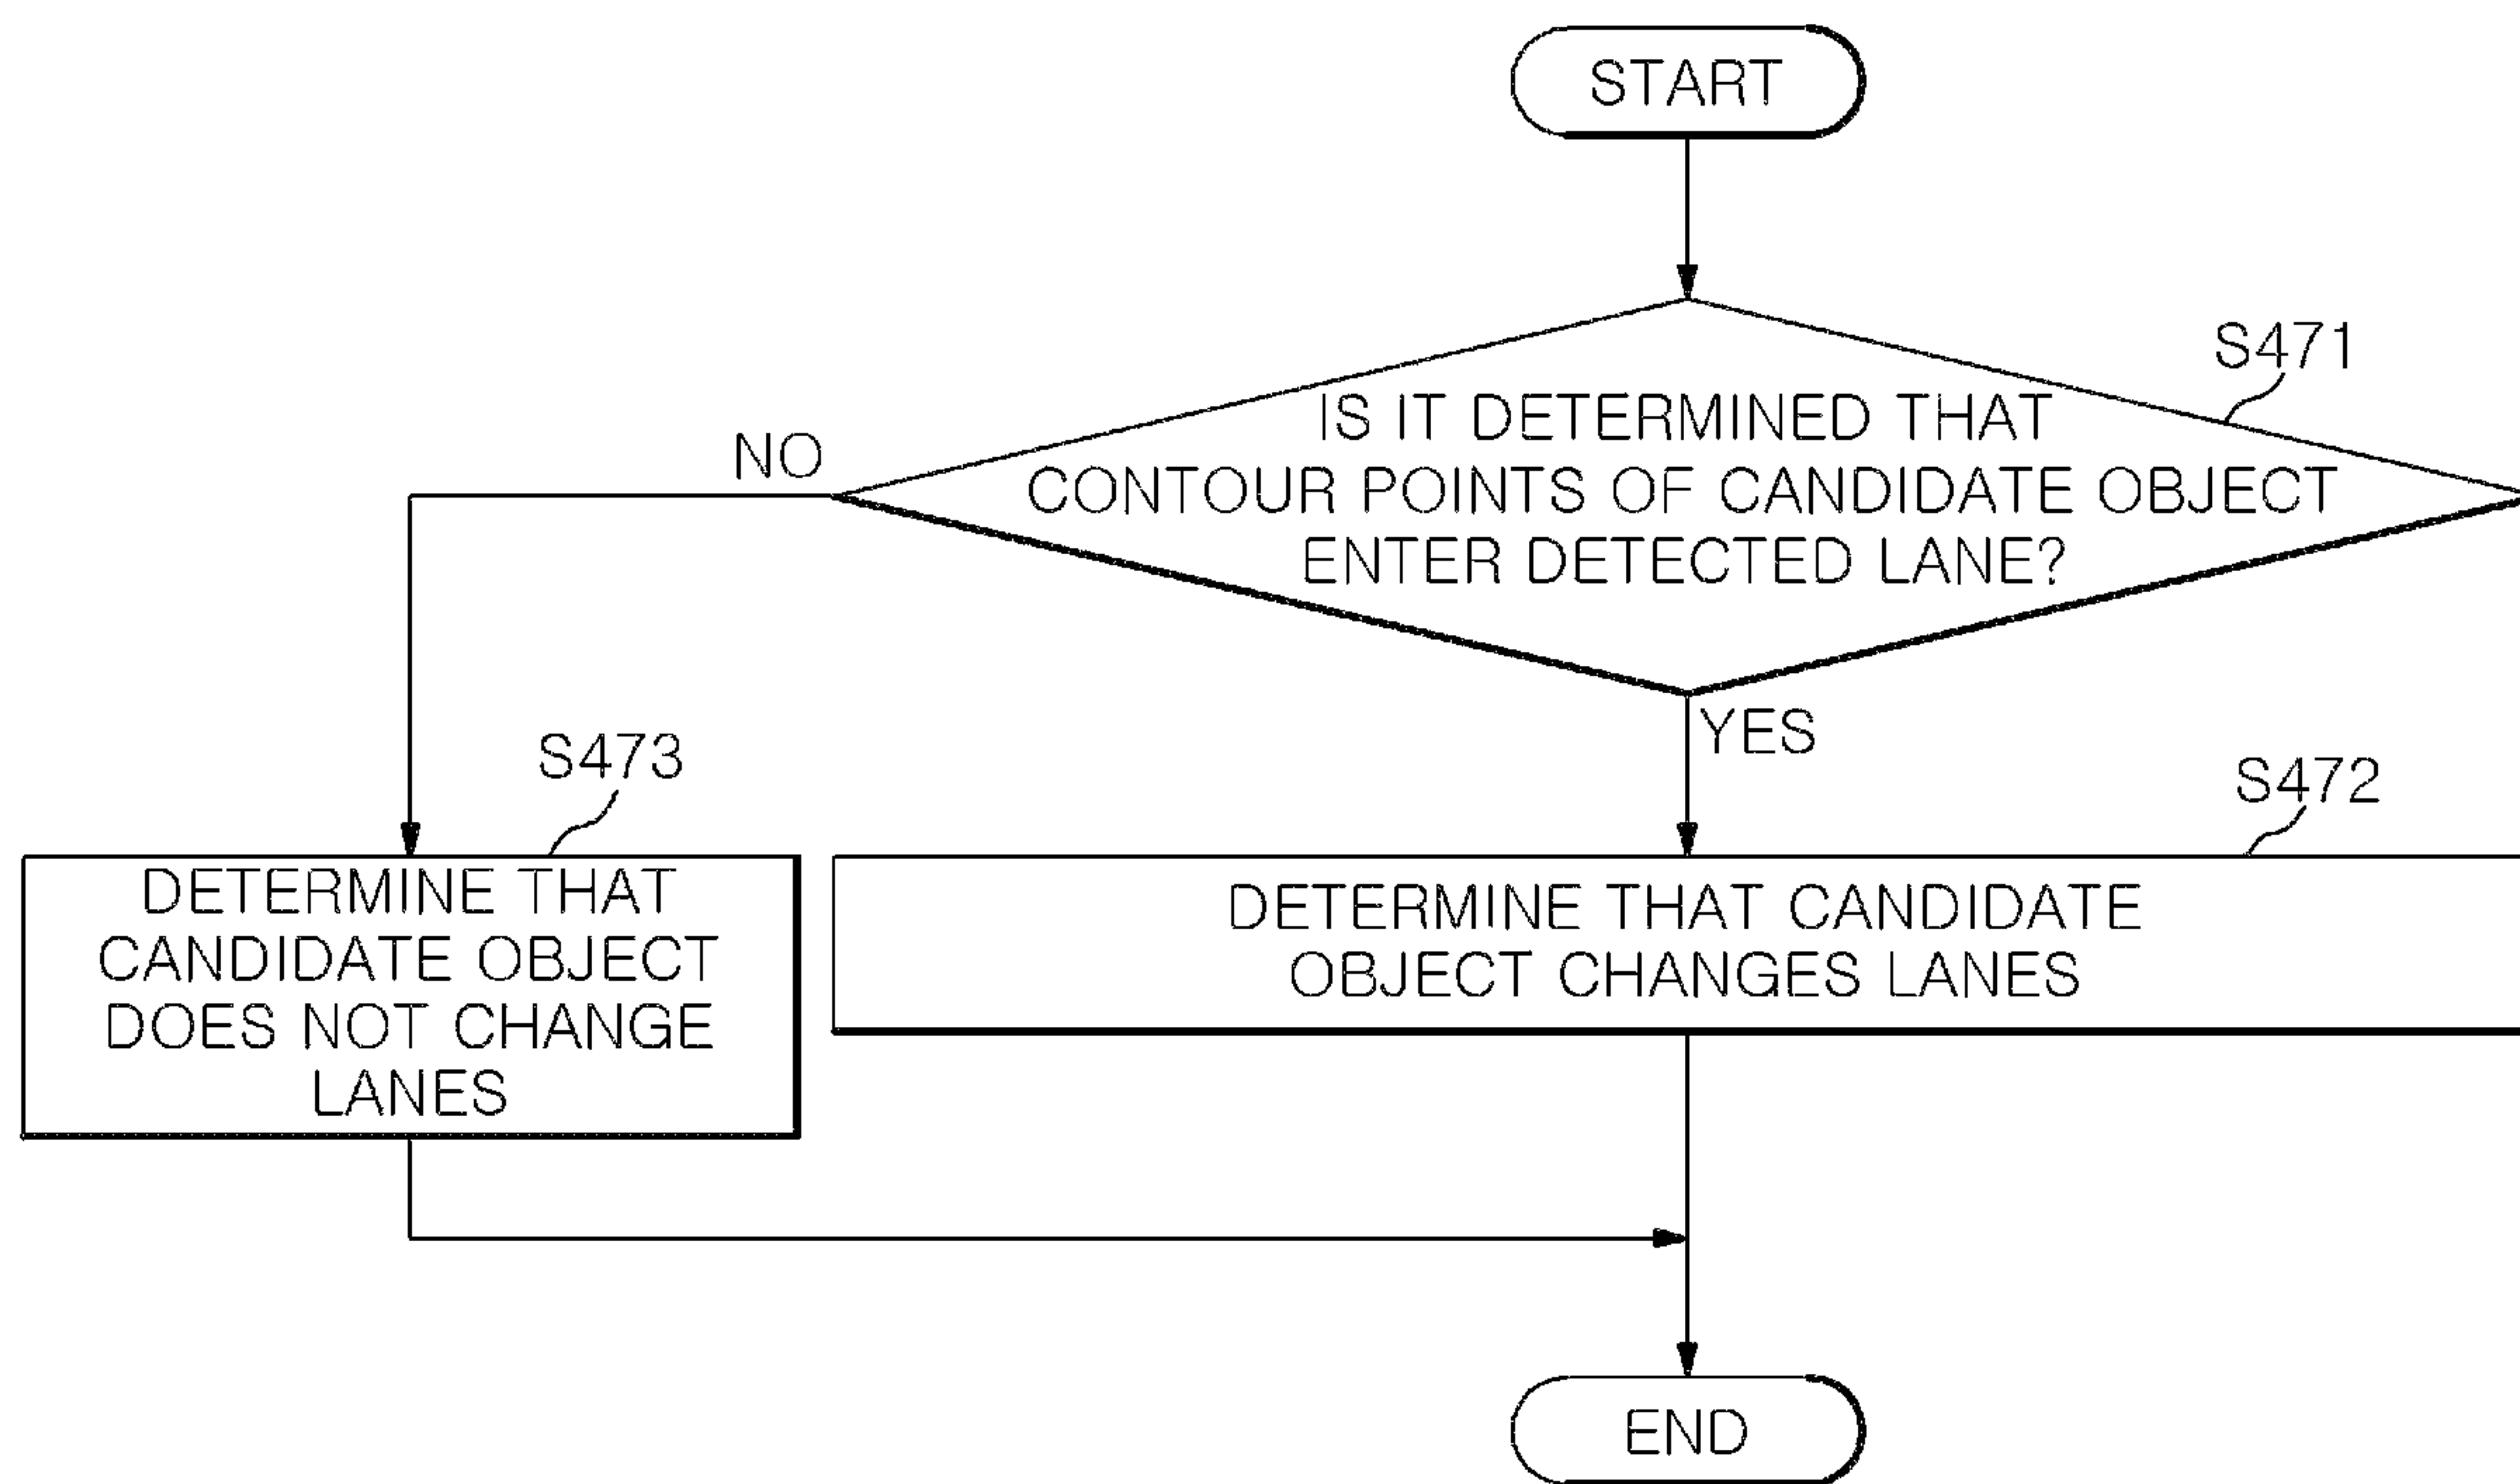 START
S471
IS IT DETERMINED THAT
CONTOUR POINTS OF CANDIDATE OBJECT
ENTER DETECTED LANE?
NO
YES
S473
DETERMINE THAT
CANDIDATE OBJECT
DOES NOT CHANGE
LANES
S472
DETERMINE THAT CANDIDATE
OBJECT CHANGES LANES
END